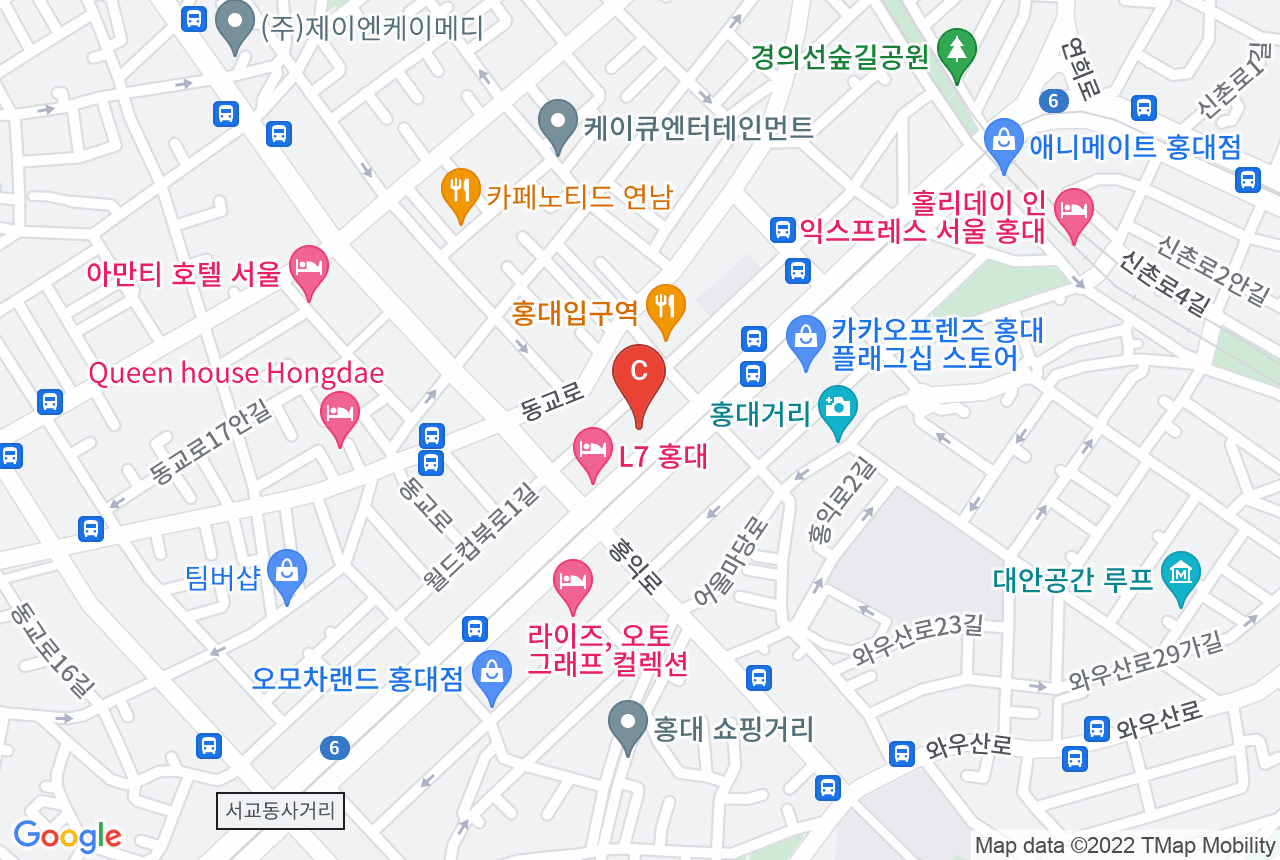 (주)제이엔케이메디
경의선숲길공원
연희로
신촌로1길
6
케이큐엔터테인먼트
애니메이트 홍대점
카페노티드 연남
홀리데이 인
익스프레스 서울 홍대
신촌로2안길
신촌로4길
아만티 호텔 서울
홍대입구역
카카오프렌즈 홍대
플래그십 스토어
Queen house Hongdae
C
동교로
홍대거리
동교로17안길
L7 홍대
동교로
월드컵북로1길
홍익로2길
홍익로
어울마당로
팀버샵
대안공간 루프
동교로16길
라이즈, 오토
그래프 컬렉션
와우산로23길
와우산로29가길
오모차랜드 홍대점
홍대 쇼핑거리
와우산로
와우산로
6
서교동사거리
Google
Map data ©2022 TMap Mobility